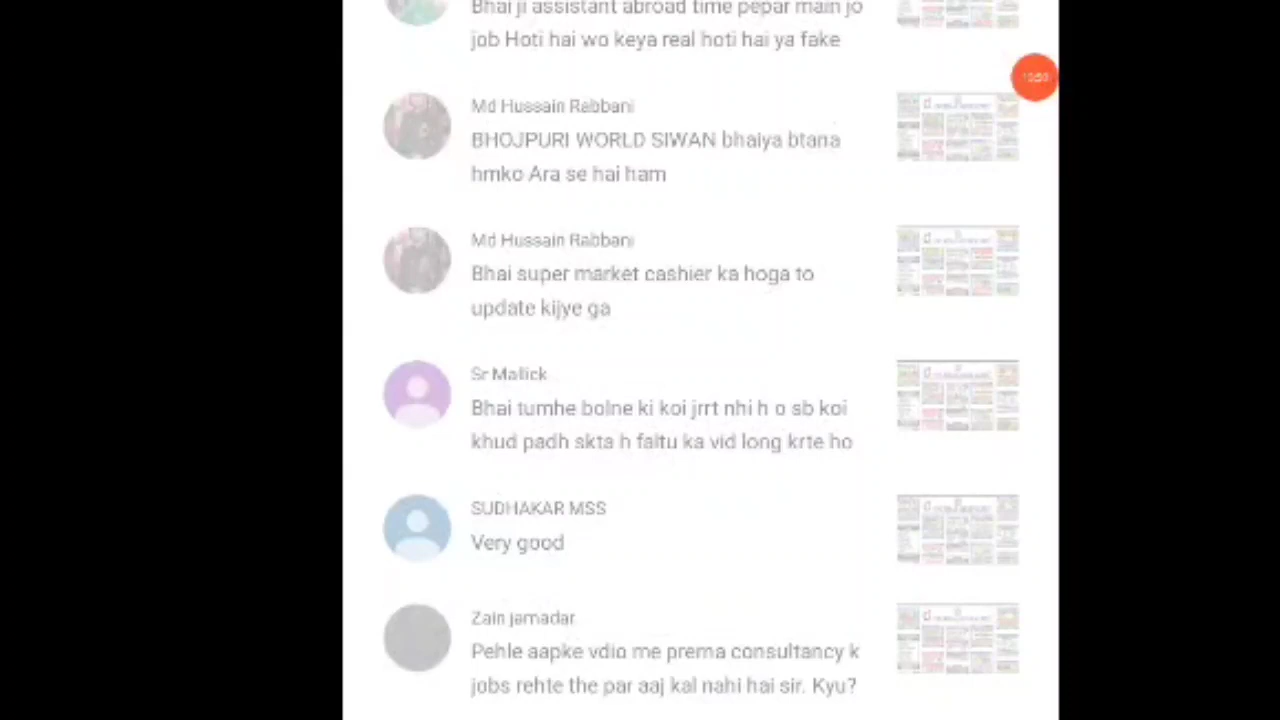 Bhai ji assistant abroad time pepar main jo
job Hoti hai wo keya real hoti hai ya fake
Md Hussain Rabbani
BHOJPURI WORLD SIWAN bhaiya btana
hmko Ara se hai ham
Md Hussain Rabbani
Bhai super market cashier ka hoga to
update kijye ga
Sr Mallick
Bhai tumhe bolne ki koi jrrt nhi h o sb koi
khud padh skta h faltu ka vid long krte ho
SUDHAKAR MSS
Very good
Zain jamadar
Pehle aapke vdio me prema consultancy k
jobs rehte the par aaj kal nahi hai sir. Kyu?